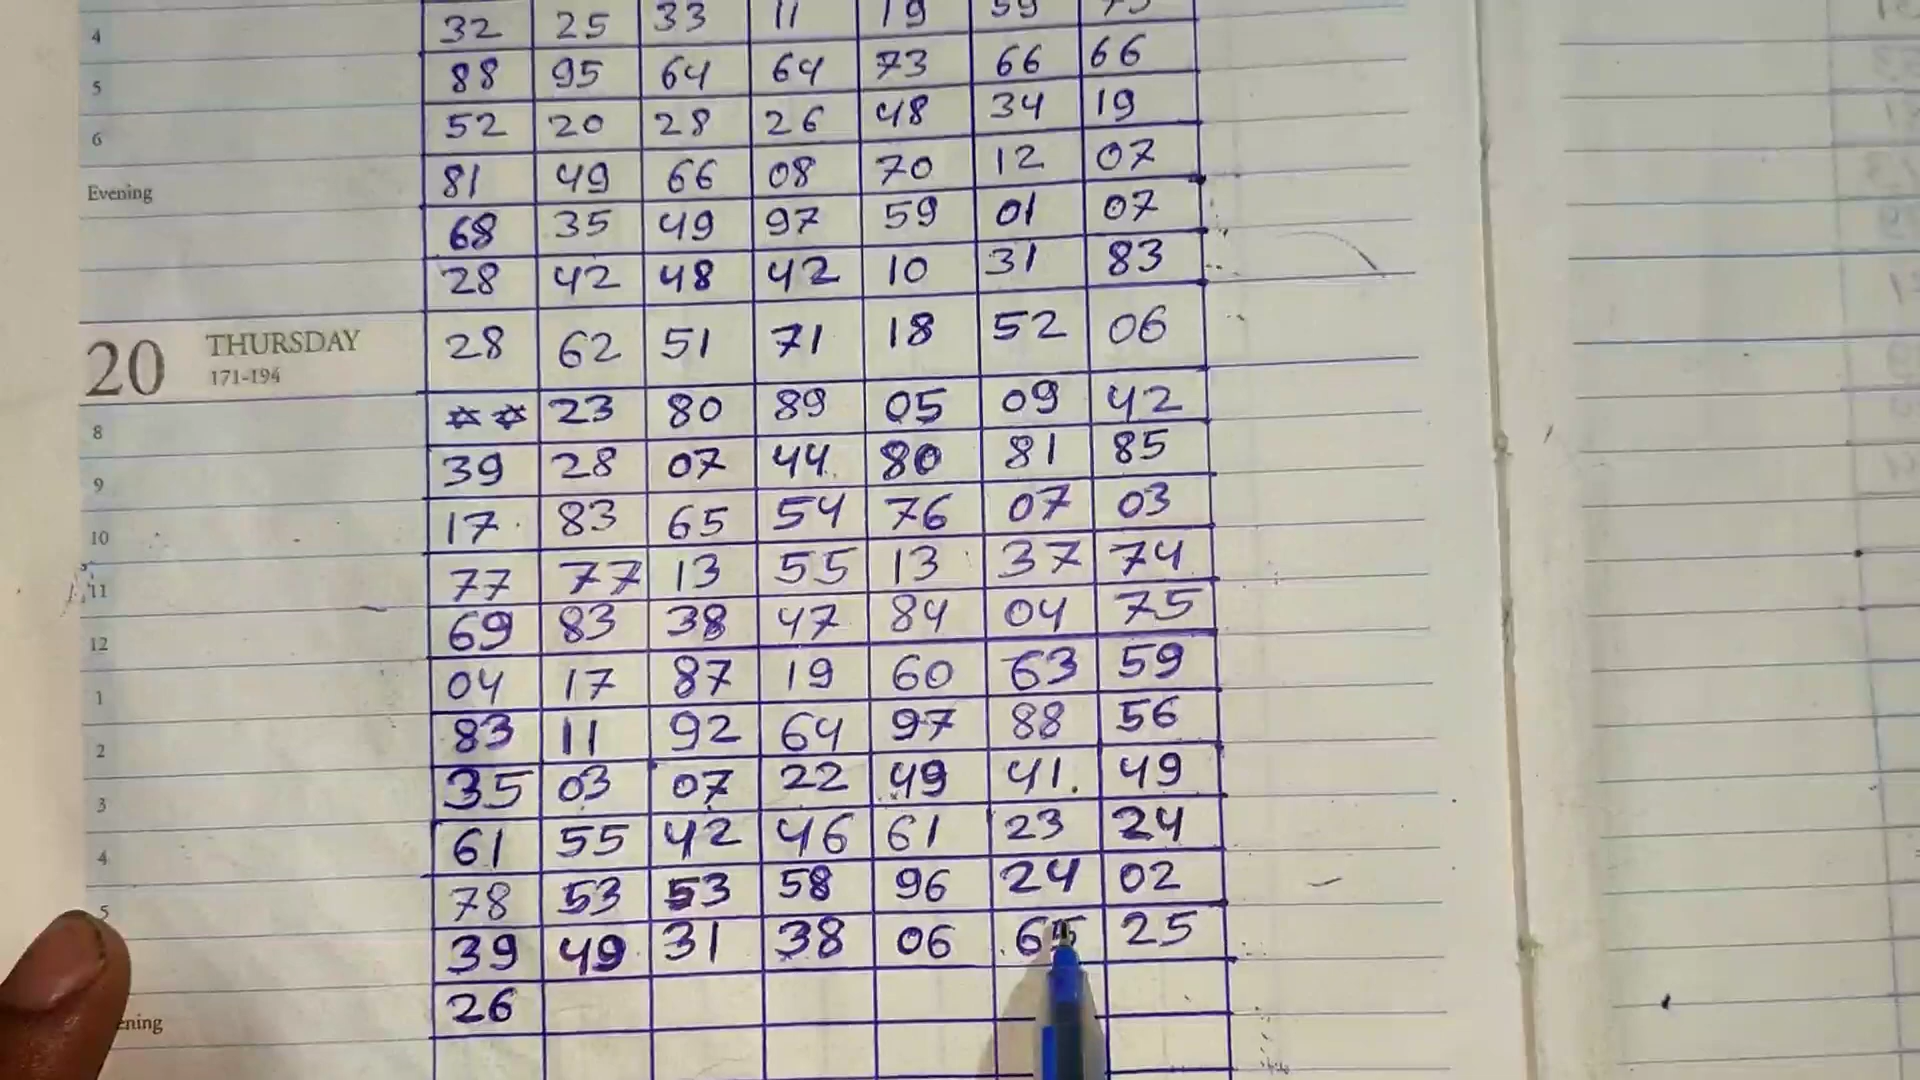 4 32 25 33 11 19 59 75
5 88 95 64 64 73 66 66
6 52 20 28 26 48 34 19
Evening 81 49 66 08 70 12 07
68 35 49 97 59 01 07
28 42 48 42 10 31 83
20 THURSDAY 28 62 51 71 18 52 06
171-194
8 ** 23 80 89 05 09 42
9 39 28 07 44 80 81 85
10 17 83 65 54 76 07 03
11 77 77 13 55 13 37 74
12 69 83 38 47 84 04 75
1 04 17 87 19 60 63 59
2 83 11 92 64 97 88 56
3 35 03 07 22 49 41 49
4 61 55 42 46 61 23 24
5 78 53 53 58 96 24 02
39 49 31 38 06 65 25
ening 26